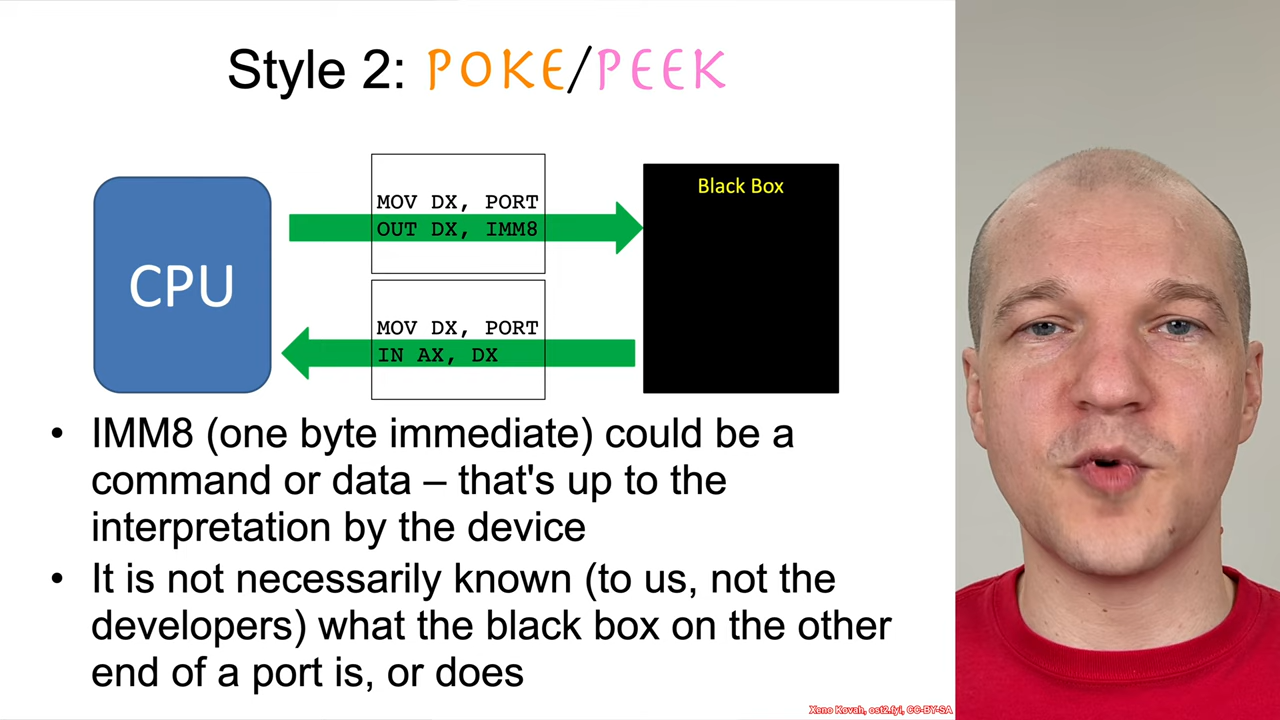 Style 2: POKE/PEEK
MOV DX, PORT
OUT DX, IMM8
Black Box
CPU
MOV DX, PORT
IN AX, DX
• IMM8 (one byte immediate) could be a
command or data – that's up to the
interpretation by the device
• It is not necessarily known (to us, not the
developers) what the black box on the other
end of a port is, or does
Xeno Kovah, ost2.fyi, CC-BY-SA